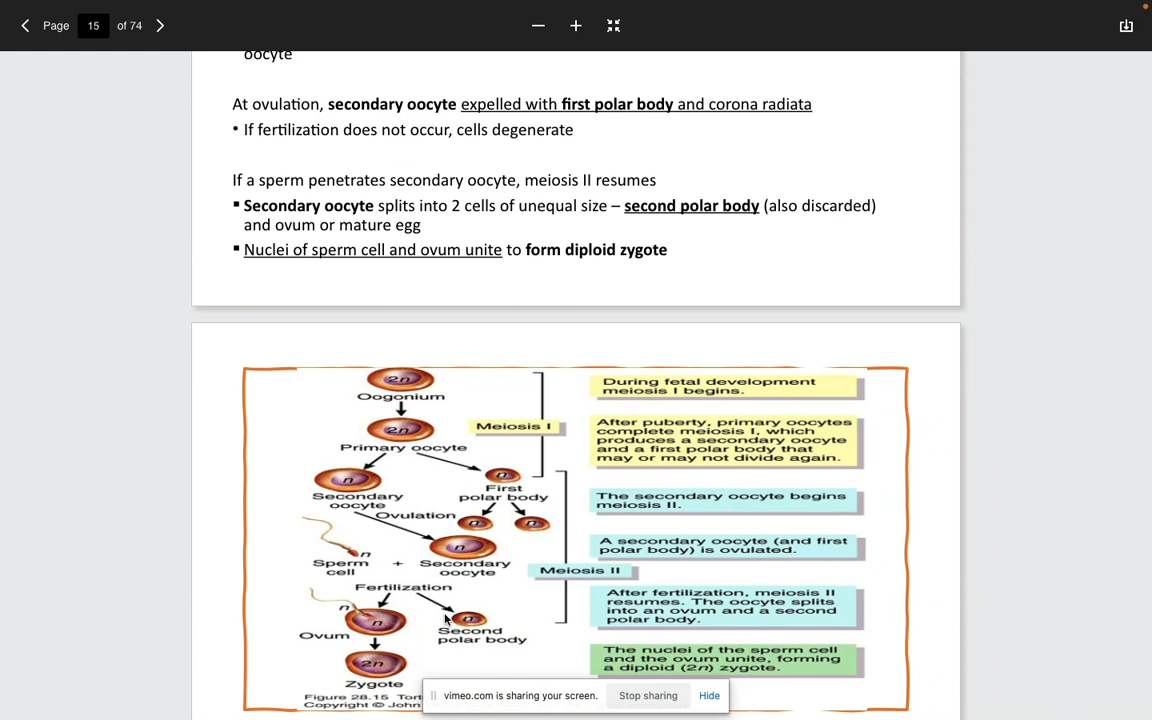 Page 15 of 74
oocyte
At ovulation, secondary oocyte expelled with first polar body and corona radiata
• If fertilization does not occur, cells degenerate
If a sperm penetrates secondary oocyte, meiosis II resumes
▪ Secondary oocyte splits into 2 cells of unequal size – second polar body (also discarded)
and ovum or mature egg
▪ Nuclei of sperm cell and ovum unite to form diploid zygote
2n
Oogonium
During fetal development
meiosis I begins.
2n
Meiosis I
Primary oocyte
After puberty, primary oocytes
complete meiosis I, which
produces a secondary oocyte
and a first polar body that
may or may not divide again.
n
n
Secondary
oocyte
First
polar body
The secondary oocyte begins
meiosis II.
Ovulation
n
n
n
n
Sperm
cell
+
Secondary
oocyte
A secondary oocyte (and first
polar body) is ovulated.
Meiosis II
Fertilization
n
n
n
Ovum
Second
polar body
After fertilization, meiosis II
resumes. The oocyte splits
into an ovum and a second
polar body.
2n
Zygote
The nuclei of the sperm cell
and the ovum unite, forming
a diploid (2n) zygote.
Figure 28.15 Tort
Copyright © John
vimeo.com is sharing your screen.
Stop sharing
Hide